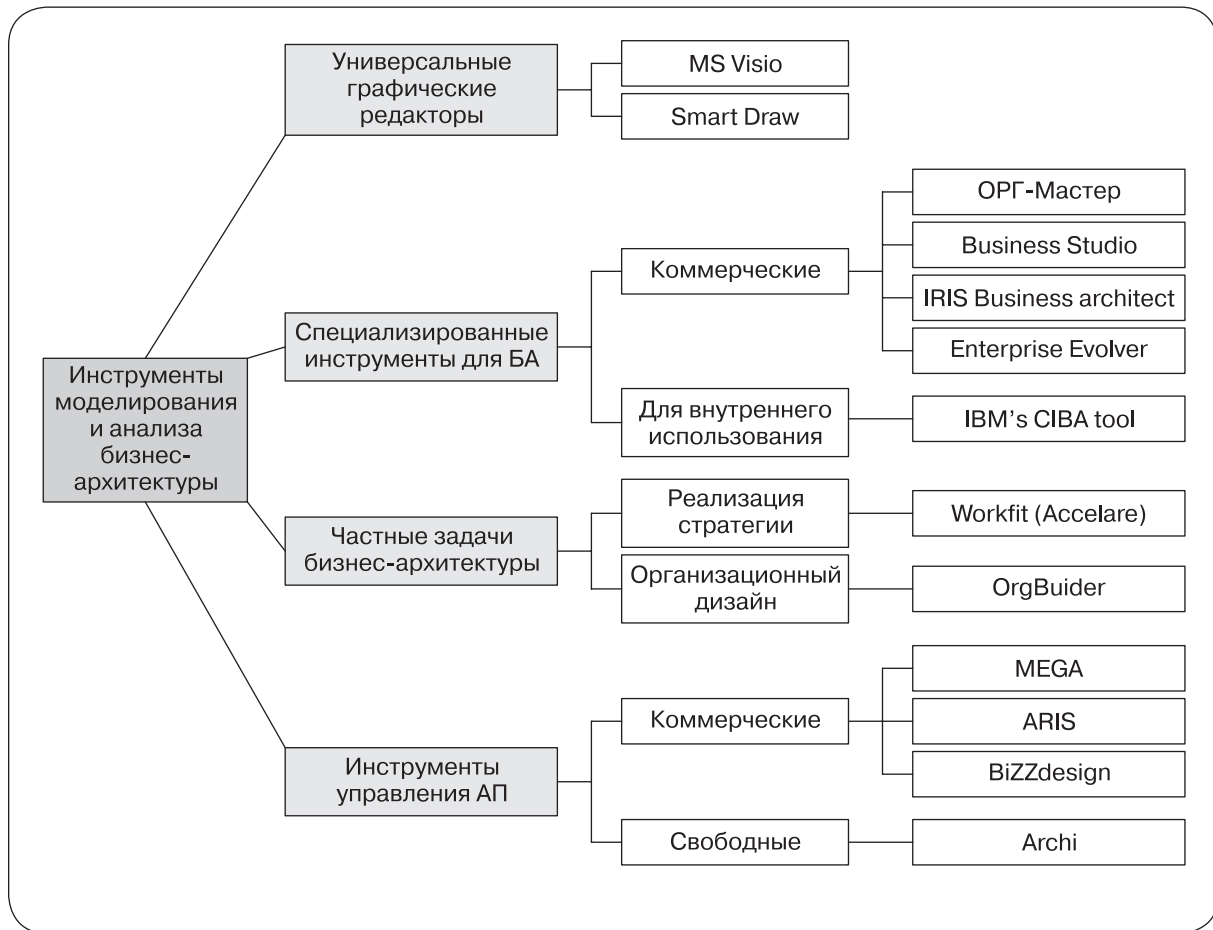 Инструменты
моделирования
и анализа
бизнес-
архитектуры
Универсальные
графические
редакторы
MS Visio
Smart Draw
Специализированные
инструменты для БА
Коммерческие
ОРГ-Мастер
Business Studio
IRIS Business architect
Enterprise Evolver
Для внутреннего
использования
IBM's CIBA tool
Частные задачи
бизнес-архитектуры
Реализация
стратегии
Workfit (Accelare)
Организационный
дизайн
OrgBuider
Инструменты
управления АП
Коммерческие
MEGA
ARIS
BiZZdesign
Свободные
Archi